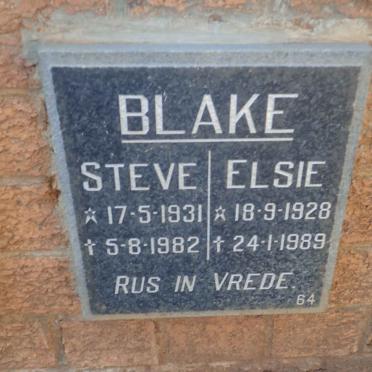 BLAKE
STEVE ELSIE
☆ 17-5-1931 ☆ 18-9-1928
† 5-8-1982 † 24-1-1989
RUS IN VREDE.
64